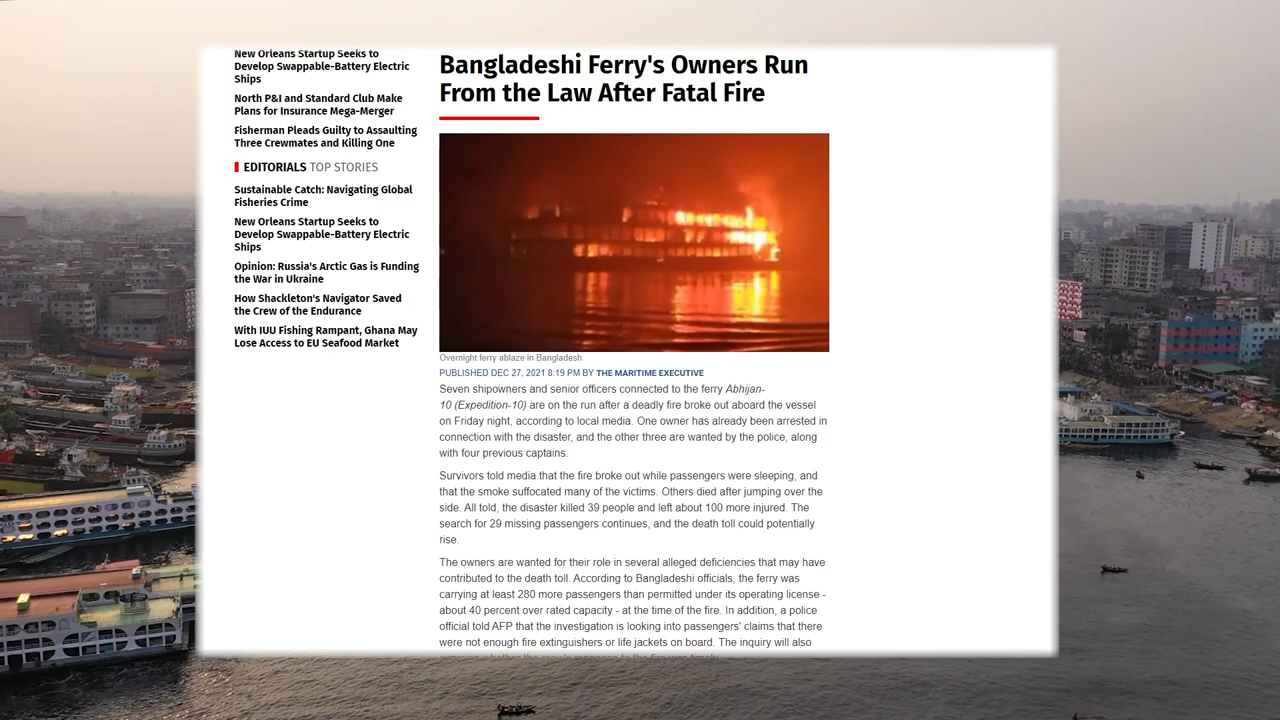 New Orleans Startup Seeks to
Develop Swappable-Battery Electric
Ships
North P&I and Standard Club Make
Plans for Insurance Mega-Merger
Fisherman Pleads Guilty to Assaulting
Three Crewmates and Killing One
EDITORIALS TOP STORIES
Sustainable Catch: Navigating Global
Fisheries Crime
New Orleans Startup Seeks to
Develop Swappable-Battery Electric
Ships
Opinion: Russia's Arctic Gas is Funding
the War in Ukraine
How Shackleton's Navigator Saved
the Crew of the Endurance
With IUU Fishing Rampant, Ghana May
Lose Access to EU Seafood Market
Bangladeshi Ferry's Owners Run
From the Law After Fatal Fire
Overnight ferry ablaze in Bangladesh
PUBLISHED DEC 27, 2021 8:19 PM BY THE MARITIME EXECUTIVE
Seven shipowners and senior officers connected to the ferry Abhijan-
10 (Expedition-10) are on the run after a deadly fire broke out aboard the vessel
on Friday night, according to local media. One owner has already been arrested in
connection with the disaster, and the other three are wanted by the police, along
with four previous captains.
Survivors told media that the fire broke out while passengers were sleeping, and
that the smoke suffocated many of the victims. Others died after jumping over the
side. All told, the disaster killed 39 people and left about 100 more injured. The
search for 29 missing passengers continues, and the death toll could potentially
rise.
The owners are wanted for their role in several alleged deficiencies that may have
contributed to the death toll. According to Bangladeshi officials, the ferry was
carrying at least 280 more passengers than permitted under its operating license -
about 40 percent over rated capacity - at the time of the fire. In addition, a police
official told AFP that the investigation is looking into passengers' claims that there
were not enough fire extinguishers or life jackets on board. The inquiry will also